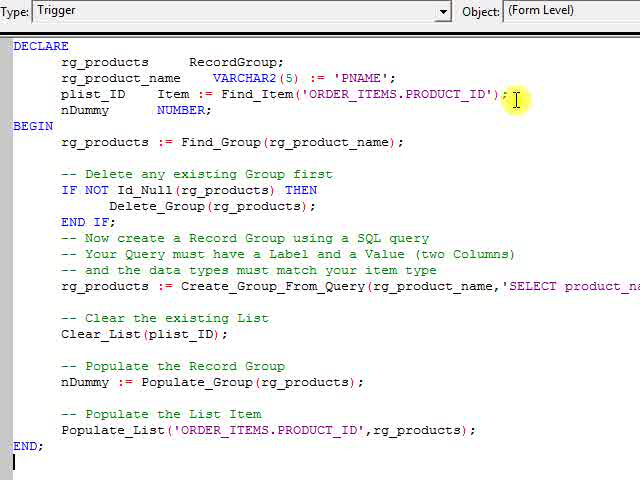 Type: Trigger Object: (Form Level)
DECLARE
rg_products RecordGroup;
rg_product_name VARCHAR2(5) := 'PNAME';
plist_ID Item := Find_Item('ORDER_ITEMS.PRODUCT_ID');
nDummy NUMBER;
BEGIN
rg_products := Find_Group(rg_product_name);
-- Delete any existing Group first
IF NOT Id_Null(rg_products) THEN
Delete_Group(rg_products);
END IF;
-- Now create a Record Group using a SQL query
-- Your Query must have a Label and a Value (two Columns)
-- and the data types must match your item type
rg_products := Create_Group_From_Query(rg_product_name,'SELECT product_na
-- Clear the existing List
Clear_List(plist_ID);
-- Populate the Record Group
nDummy := Populate_Group(rg_products);
-- Populate the List Item
Populate_List('ORDER_ITEMS.PRODUCT_ID',rg_products);
END;